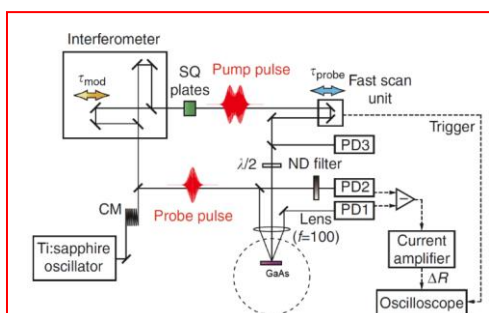 Interferometer
τmod
SQ
plates
Pump pulse
τprobe
Fast scan
unit
Trigger
λ/2
ND filter
PD3
PD2
PD1
CM
Probe pulse
Lens
(f=100)
Ti:sapphire
oscillator
GaAs
−
Current
amplifier
ΔR
Oscilloscope